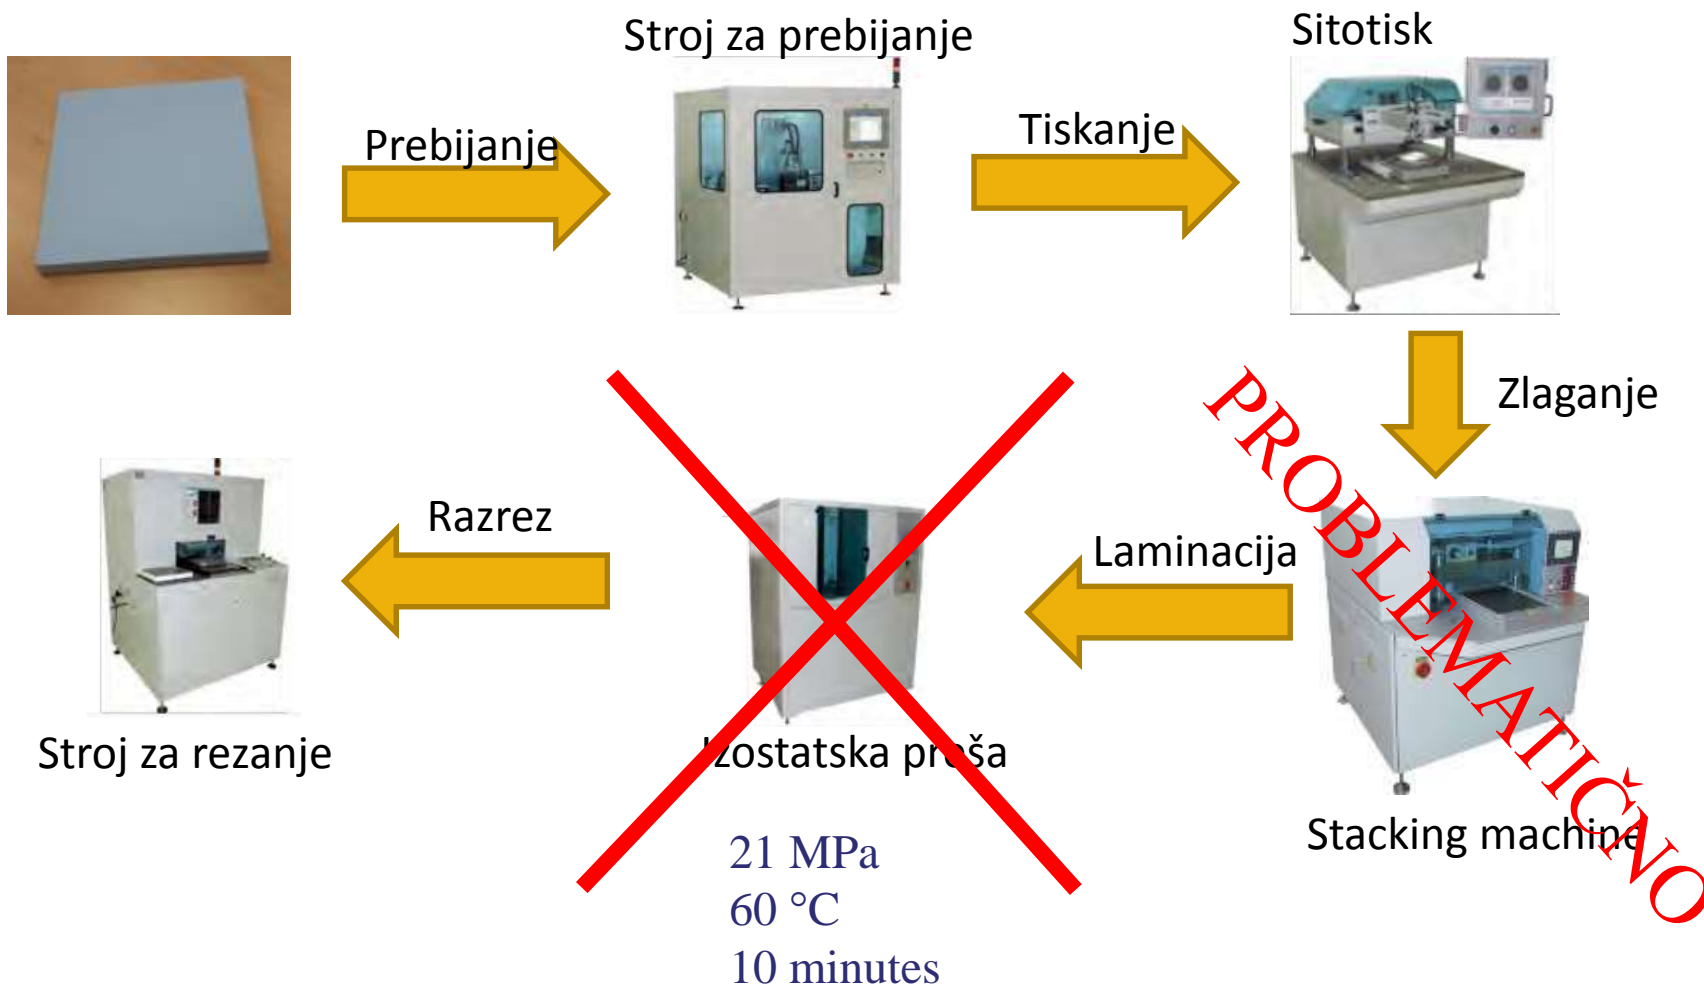 Stroj za prebijanje
Sitotisk
Prebijanje
Tiskanje
Zlaganje
PROBLEMATIČNO
Razrez
Laminacija
Stroj za rezanje
Izostatska preša
Stacking machine
21 MPa
60 °C
10 minutes